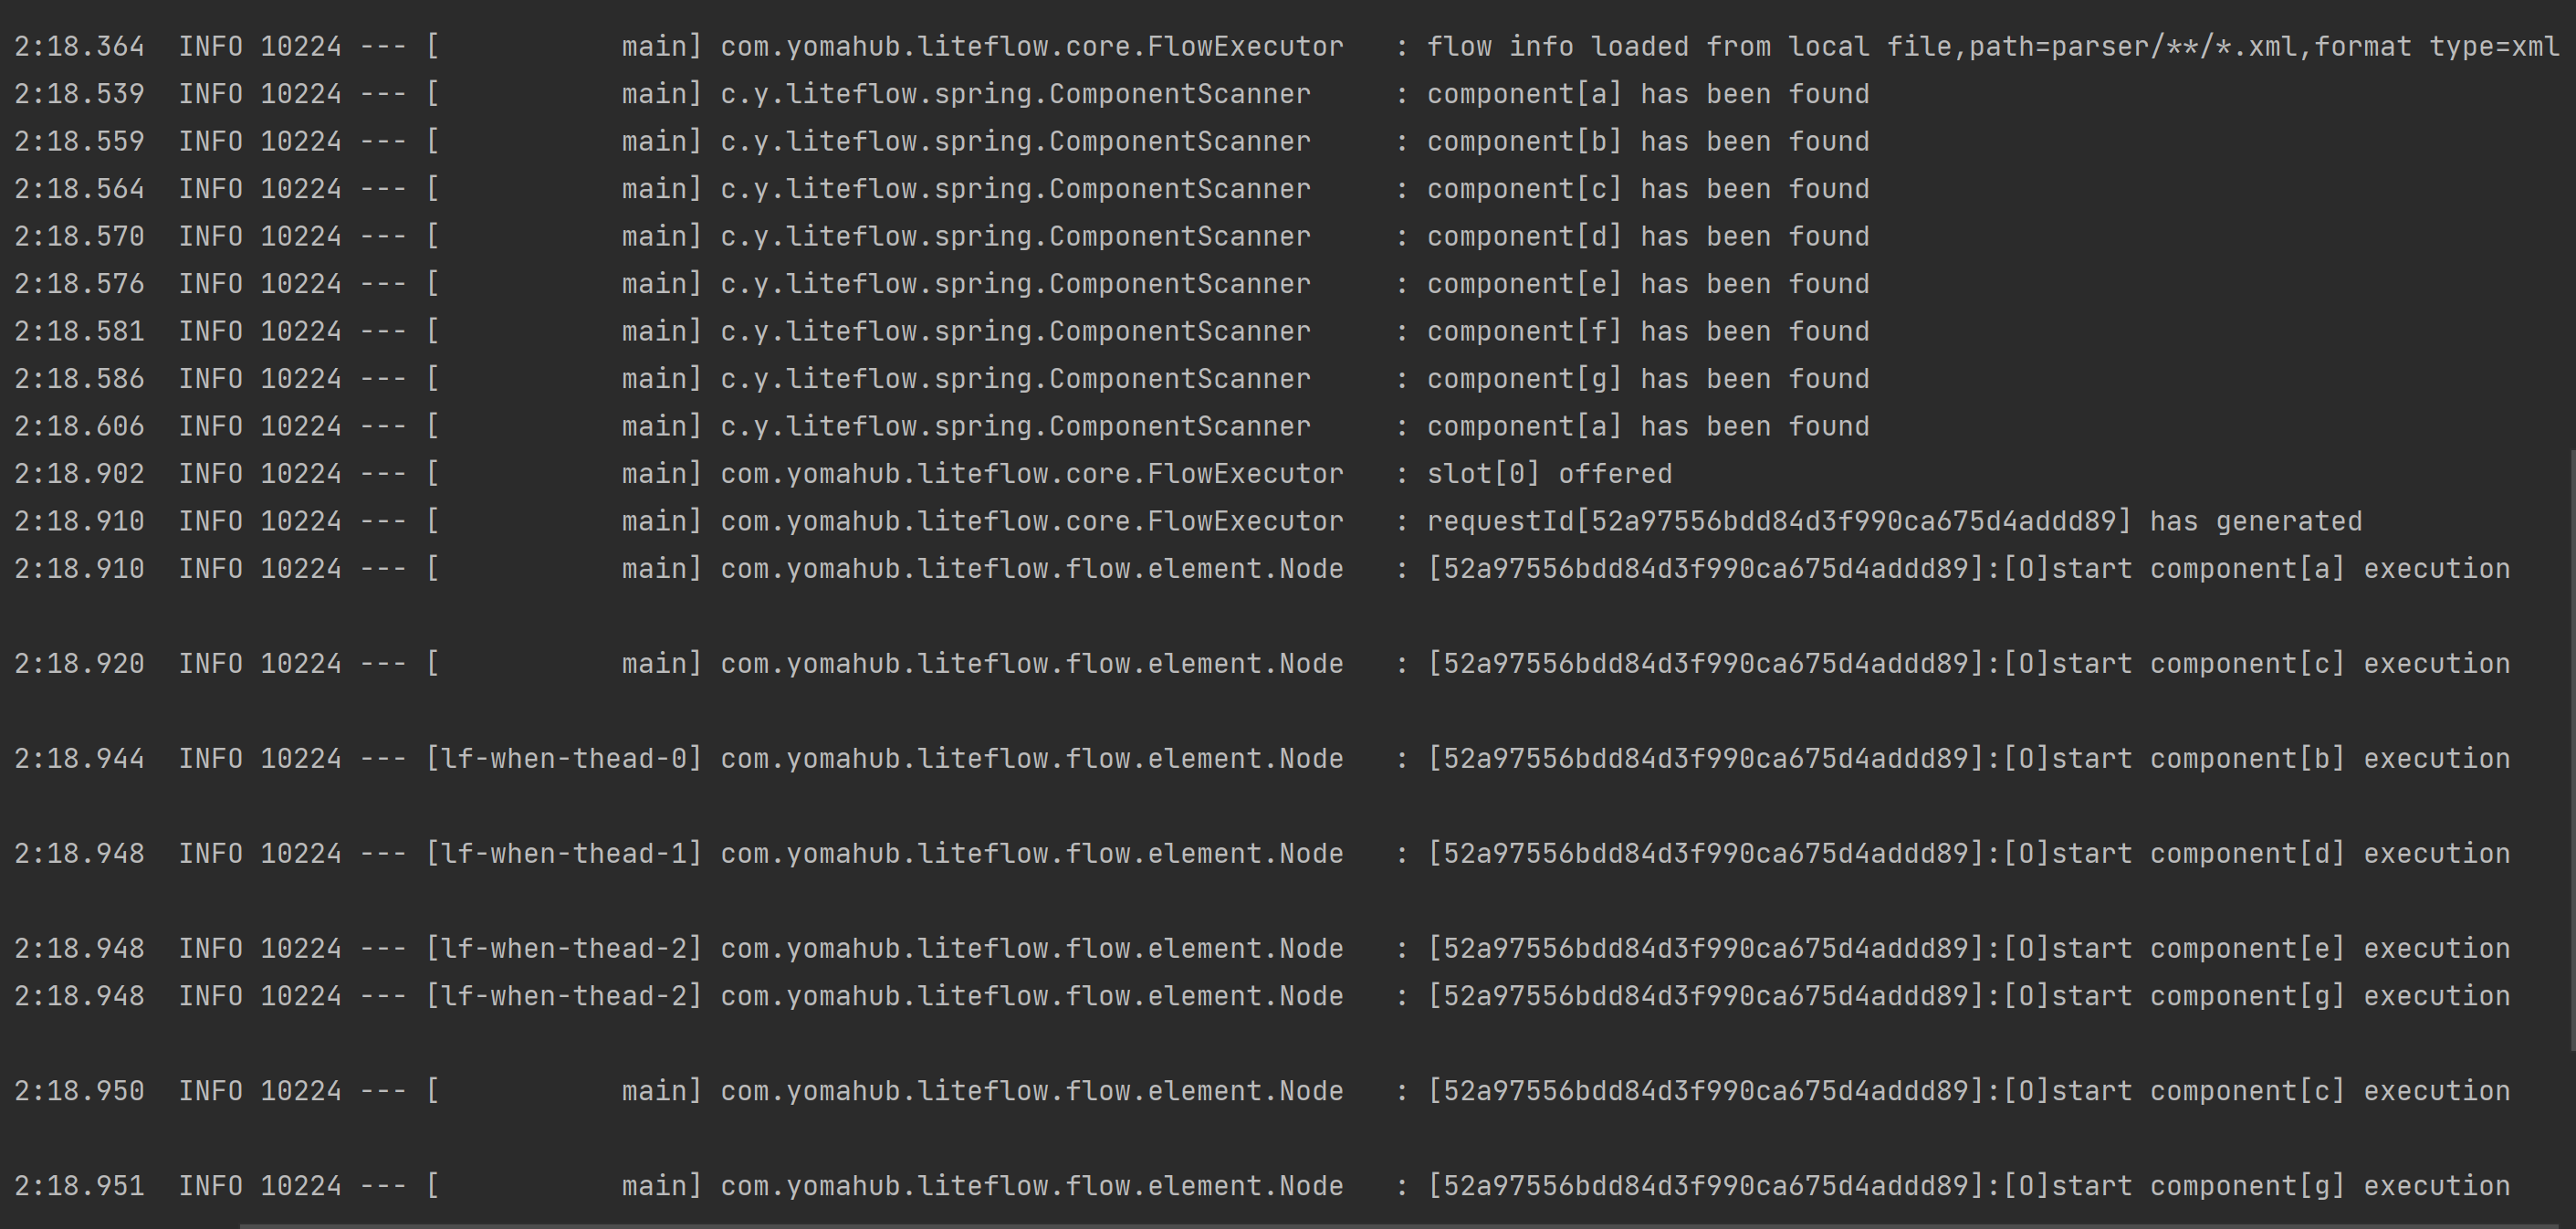 2:18.364  INFO 10224 --- [           main] com.yomahub.liteflow.core.FlowExecutor   : flow info loaded from local file,path=parser/**/*.xml,format type=xml
2:18.539  INFO 10224 --- [           main] c.y.liteflow.spring.ComponentScanner     : component[a] has been found
2:18.559  INFO 10224 --- [           main] c.y.liteflow.spring.ComponentScanner     : component[b] has been found
2:18.564  INFO 10224 --- [           main] c.y.liteflow.spring.ComponentScanner     : component[c] has been found
2:18.570  INFO 10224 --- [           main] c.y.liteflow.spring.ComponentScanner     : component[d] has been found
2:18.576  INFO 10224 --- [           main] c.y.liteflow.spring.ComponentScanner     : component[e] has been found
2:18.581  INFO 10224 --- [           main] c.y.liteflow.spring.ComponentScanner     : component[f] has been found
2:18.586  INFO 10224 --- [           main] c.y.liteflow.spring.ComponentScanner     : component[g] has been found
2:18.606  INFO 10224 --- [           main] c.y.liteflow.spring.ComponentScanner     : component[a] has been found
2:18.902  INFO 10224 --- [           main] com.yomahub.liteflow.core.FlowExecutor   : slot[0] offered
2:18.910  INFO 10224 --- [           main] com.yomahub.liteflow.core.FlowExecutor   : requestId[52a97556bdd84d3f990ca675d4addd89] has generated
2:18.910  INFO 10224 --- [           main] com.yomahub.liteflow.flow.element.Node   : [52a97556bdd84d3f990ca675d4addd89]:[O]start component[a] execution
2:18.920  INFO 10224 --- [           main] com.yomahub.liteflow.flow.element.Node   : [52a97556bdd84d3f990ca675d4addd89]:[O]start component[c] execution
2:18.944  INFO 10224 --- [lf-when-thead-0] com.yomahub.liteflow.flow.element.Node   : [52a97556bdd84d3f990ca675d4addd89]:[O]start component[b] execution
2:18.948  INFO 10224 --- [lf-when-thead-1] com.yomahub.liteflow.flow.element.Node   : [52a97556bdd84d3f990ca675d4addd89]:[O]start component[d] execution
2:18.948  INFO 10224 --- [lf-when-thead-2] com.yomahub.liteflow.flow.element.Node   : [52a97556bdd84d3f990ca675d4addd89]:[O]start component[e] execution
2:18.948  INFO 10224 --- [lf-when-thead-2] com.yomahub.liteflow.flow.element.Node   : [52a97556bdd84d3f990ca675d4addd89]:[O]start component[g] execution
2:18.950  INFO 10224 --- [           main] com.yomahub.liteflow.flow.element.Node   : [52a97556bdd84d3f990ca675d4addd89]:[O]start component[c] execution
2:18.951  INFO 10224 --- [           main] com.yomahub.liteflow.flow.element.Node   : [52a97556bdd84d3f990ca675d4addd89]:[O]start component[g] execution